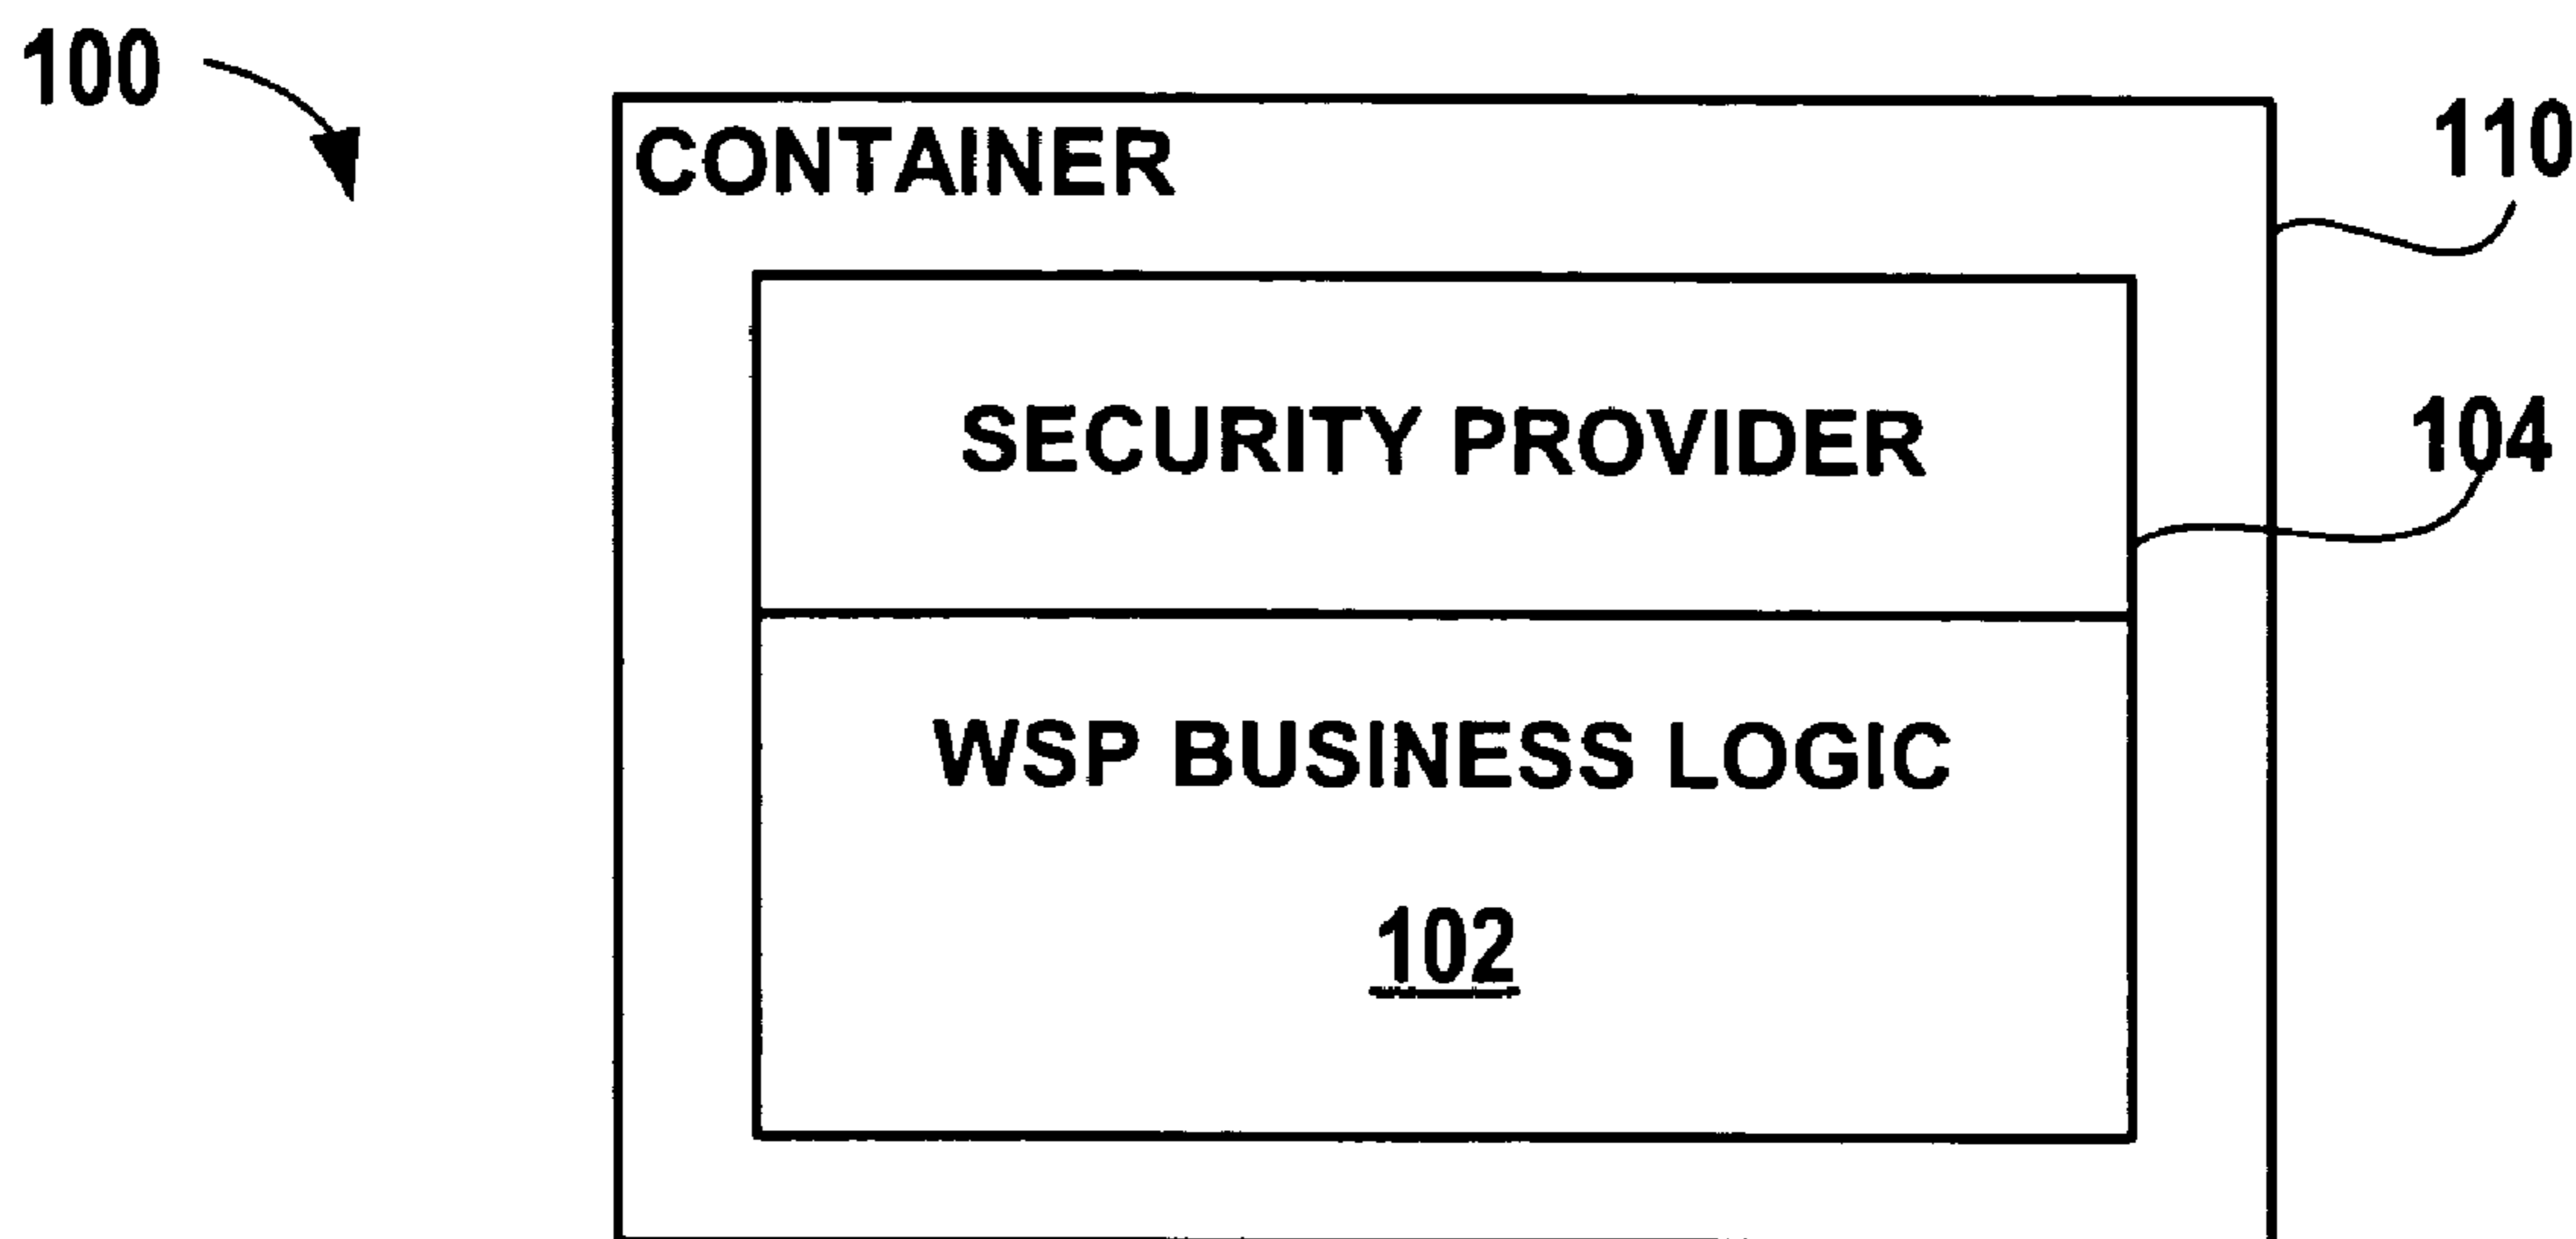 100
CONTAINER
110
SECURITY PROVIDER
104
WSP BUSINESS LOGIC
102